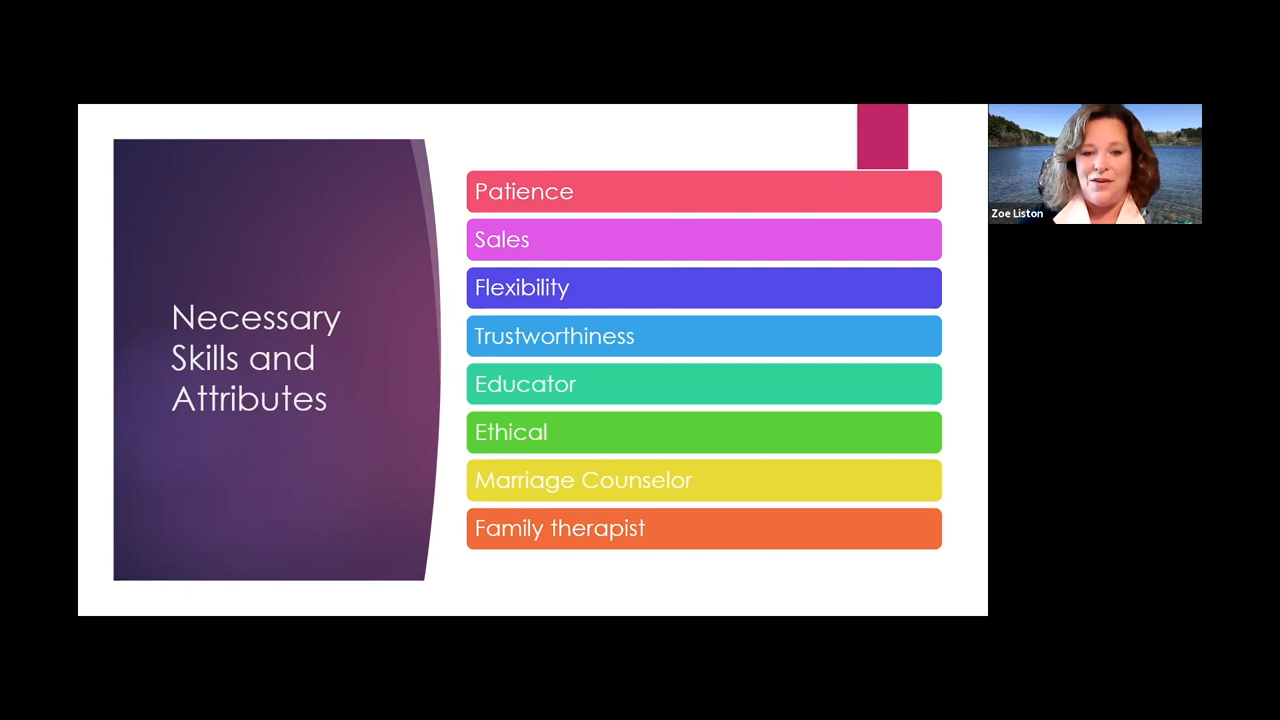 Necessary
Skills and
Attributes
Patience
Sales
Flexibility
Trustworthiness
Educator
Ethical
Marriage Counselor
Family therapist
Zoe Liston